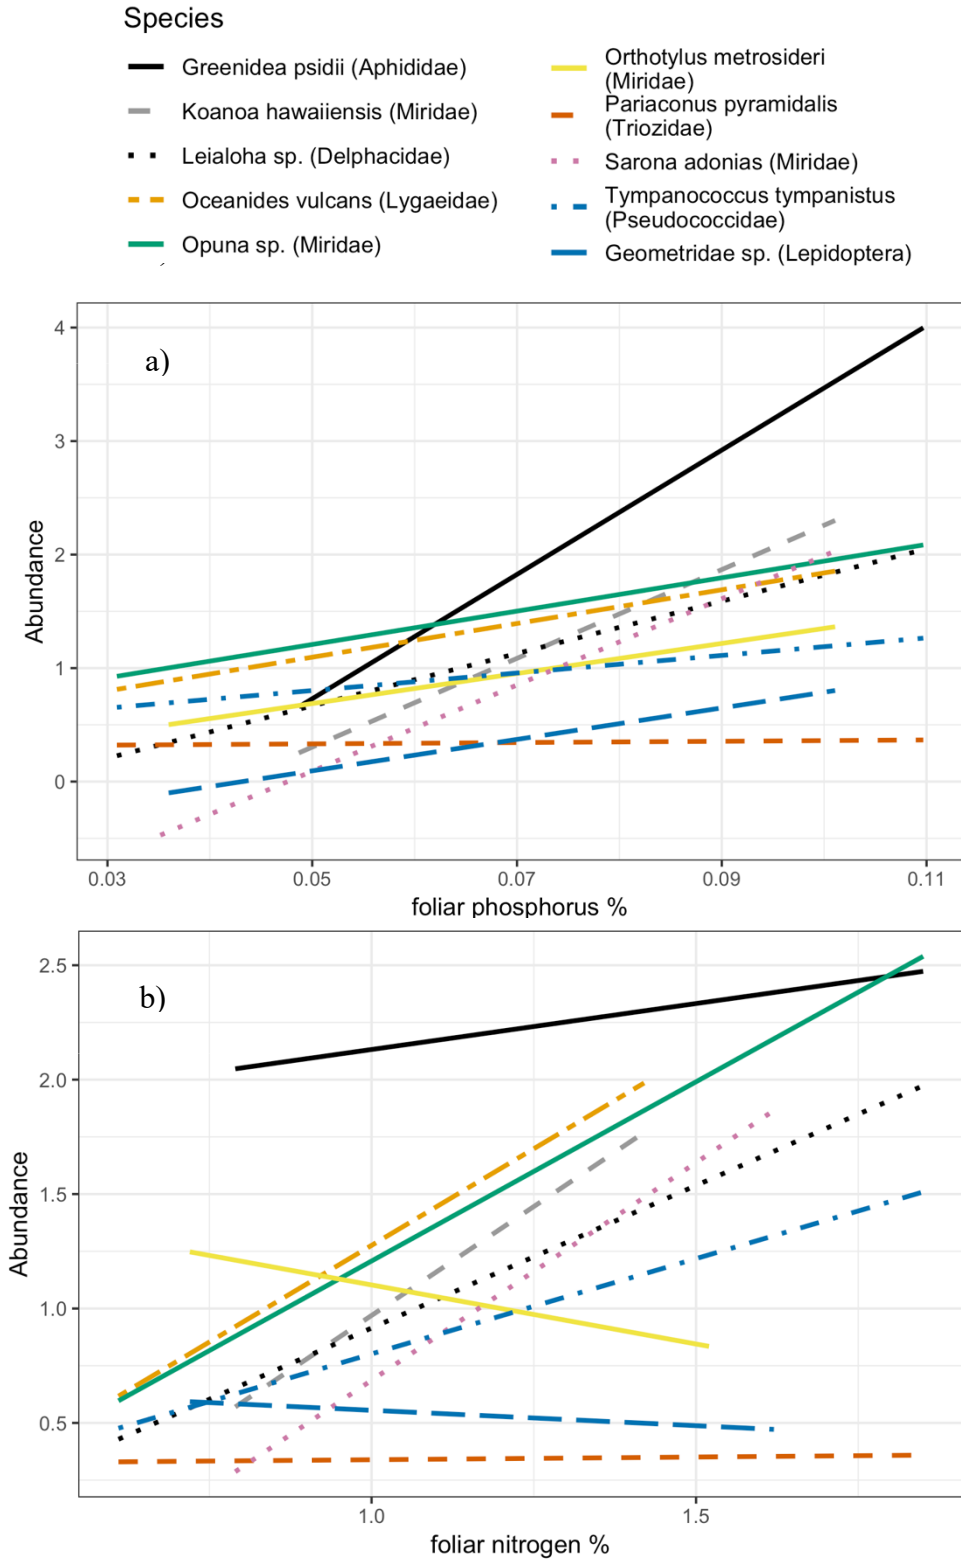 Species
Greenidea psidii (Aphididae)
Koanoa hawaiiensis (Miridae)
Leialoha sp. (Delphacidae)
Oceanides vulcans (Lygaeidae)
Opuna sp. (Miridae)
Orthotylus metrosideri
(Miridae)
Pariaconus pyramidalis
(Triozidae)
Sarona adonias (Miridae)
Tympanococcus tympanistus
(Pseudococcidae)
Geometridae sp. (Lepidoptera)
a)
4
3
2
1
0
Abundance
0.03 0.05 0.07 0.09 0.11
foliar phosphorus %
b)
2.5
2.0
1.5
1.0
0.5
Abundance
1.0 1.5
foliar nitrogen %